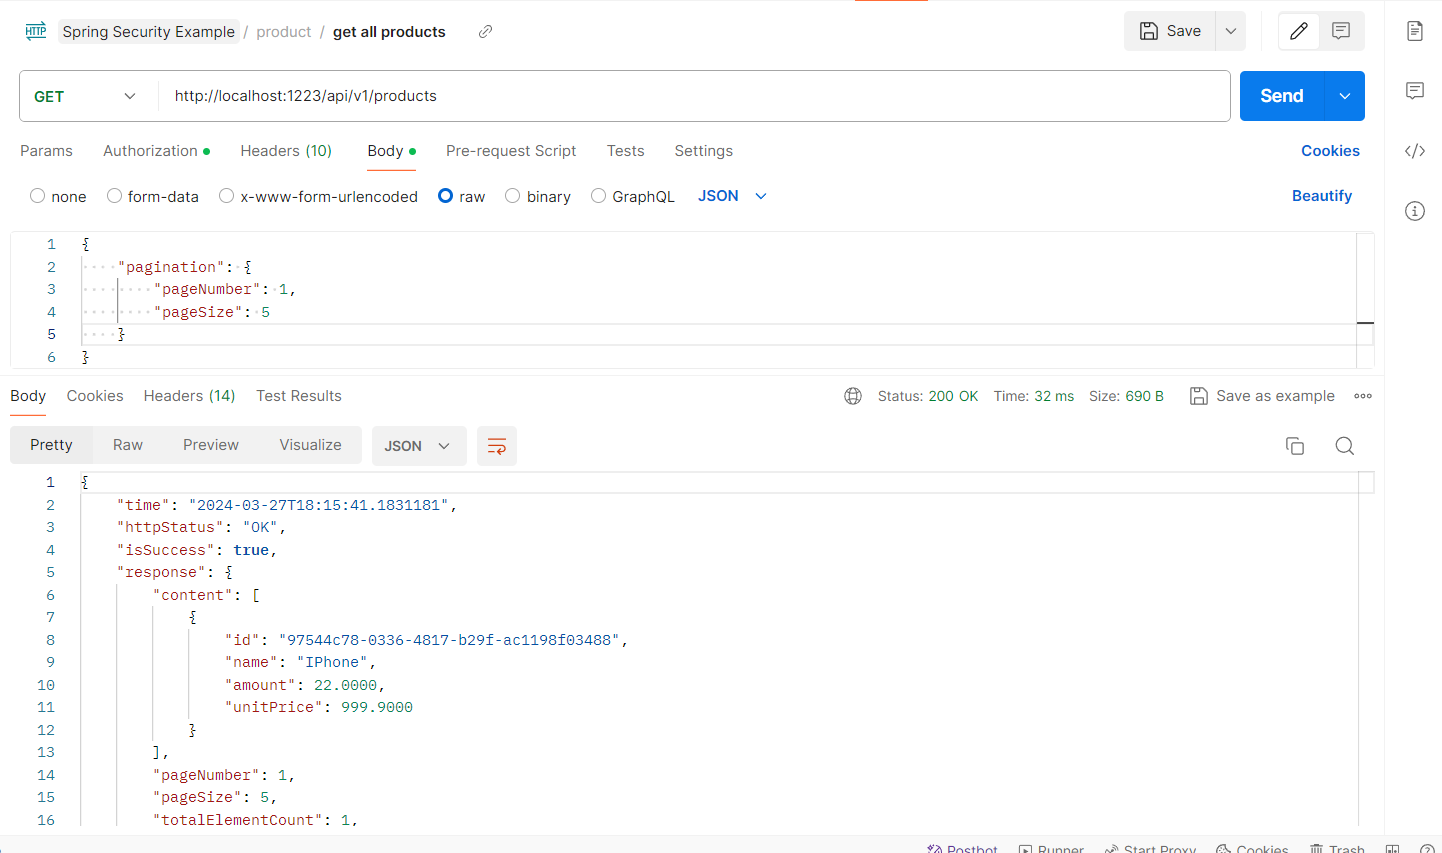 HTTP Spring Security Example / product / get all products Save
GET http://localhost:1223/api/v1/products Send
Params Authorization Headers (10) Body Pre-request Script Tests Settings Cookies
none form-data x-www-form-urlencoded raw binary GraphQL JSON Beautify
1 {
2 "pagination": {
3 "pageNumber": 1,
4 "pageSize": 5
5 }
6 }
Body Cookies Headers (14) Test Results Status: 200 OK Time: 32 ms Size: 690 B Save as example
Pretty Raw Preview Visualize JSON
1 {
2 "time": "2024-03-27T18:15:41.1831181",
3 "httpStatus": "OK",
4 "isSuccess": true,
5 "response": {
6 "content": [
7 {
8 "id": "97544c78-0336-4817-b29f-ac1198f03488",
9 "name": "IPhone",
10 "amount": 22.0000,
11 "unitPrice": 999.9000
12 }
13 ],
14 "pageNumber": 1,
15 "pageSize": 5,
16 "totalElementCount": 1,
Postbot Runner Start Proxy Cookies Trash